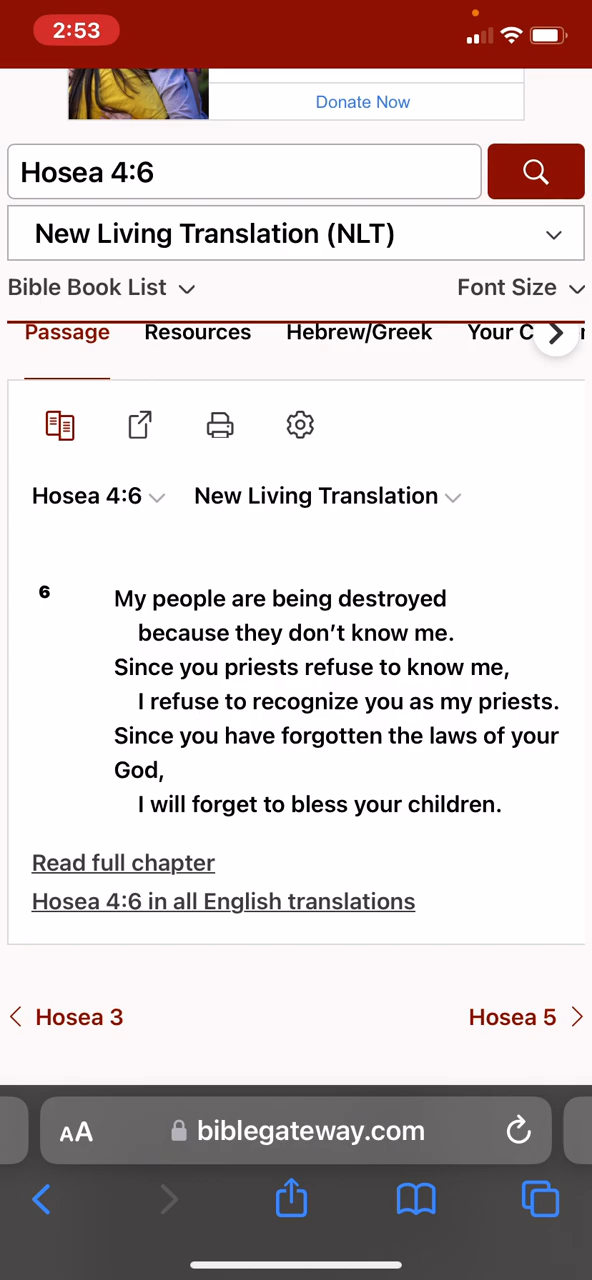 2:53
Donate Now
Hosea 4:6
New Living Translation (NLT)
Bible Book List
Font Size
Passage Resources Hebrew/Greek Your C
Hosea 4:6 New Living Translation
6 My people are being destroyed
because they don’t know me.
Since you priests refuse to know me,
I refuse to recognize you as my priests.
Since you have forgotten the laws of your
God,
I will forget to bless your children.
Read full chapter
Hosea 4:6 in all English translations
Hosea 3
Hosea 5
AA biblegateway.com